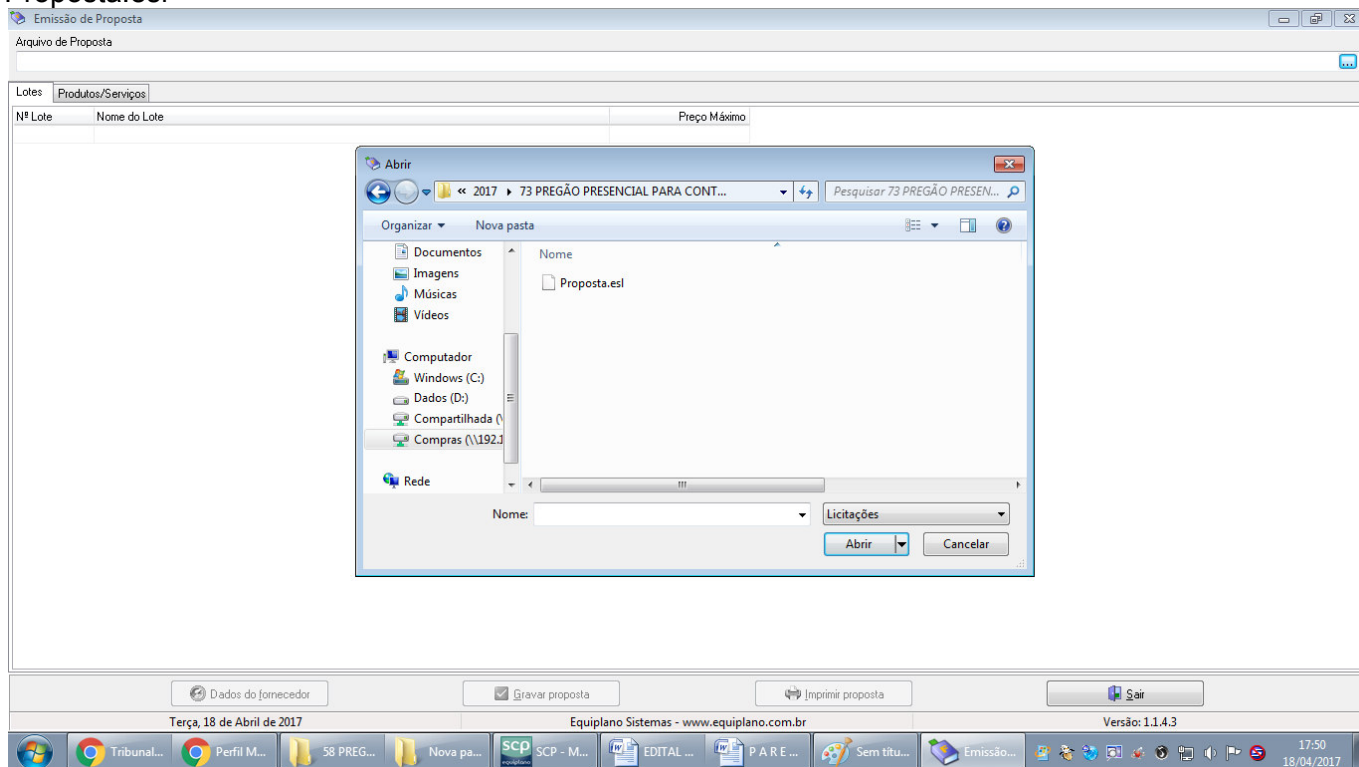 Emissão de Proposta
Arquivo de Proposta
...
Lotes Produtos/Serviços
Nº Lote Nome do Lote Preço Máximo
Abrir
« 2017 73 PREGÃO PRESENCIAL PARA CONT... Pesquisar 73 PREGÃO PRESEN...
Organizar Nova pasta
Documentos
Imagens
Músicas
Vídeos
Computador
Windows (C:)
Dados (D:)
Compartilhada (\
Compras (\\192.1
Rede
Nome
Proposta.esl
Nome: Licitações
Abrir Cancelar
Dados do fornecedor Gravar proposta Imprimir proposta Sair
Terça, 18 de Abril de 2017 Equiplano Sistemas - www.equiplano.com.br Versão: 1.1.4.3
Tribunal... Perfil M... 58 PREG... Nova pa... scp equiplano SCP - M... EDITAL ... P A R E ... Sem títu... Emissão... 17:50
18/04/2017